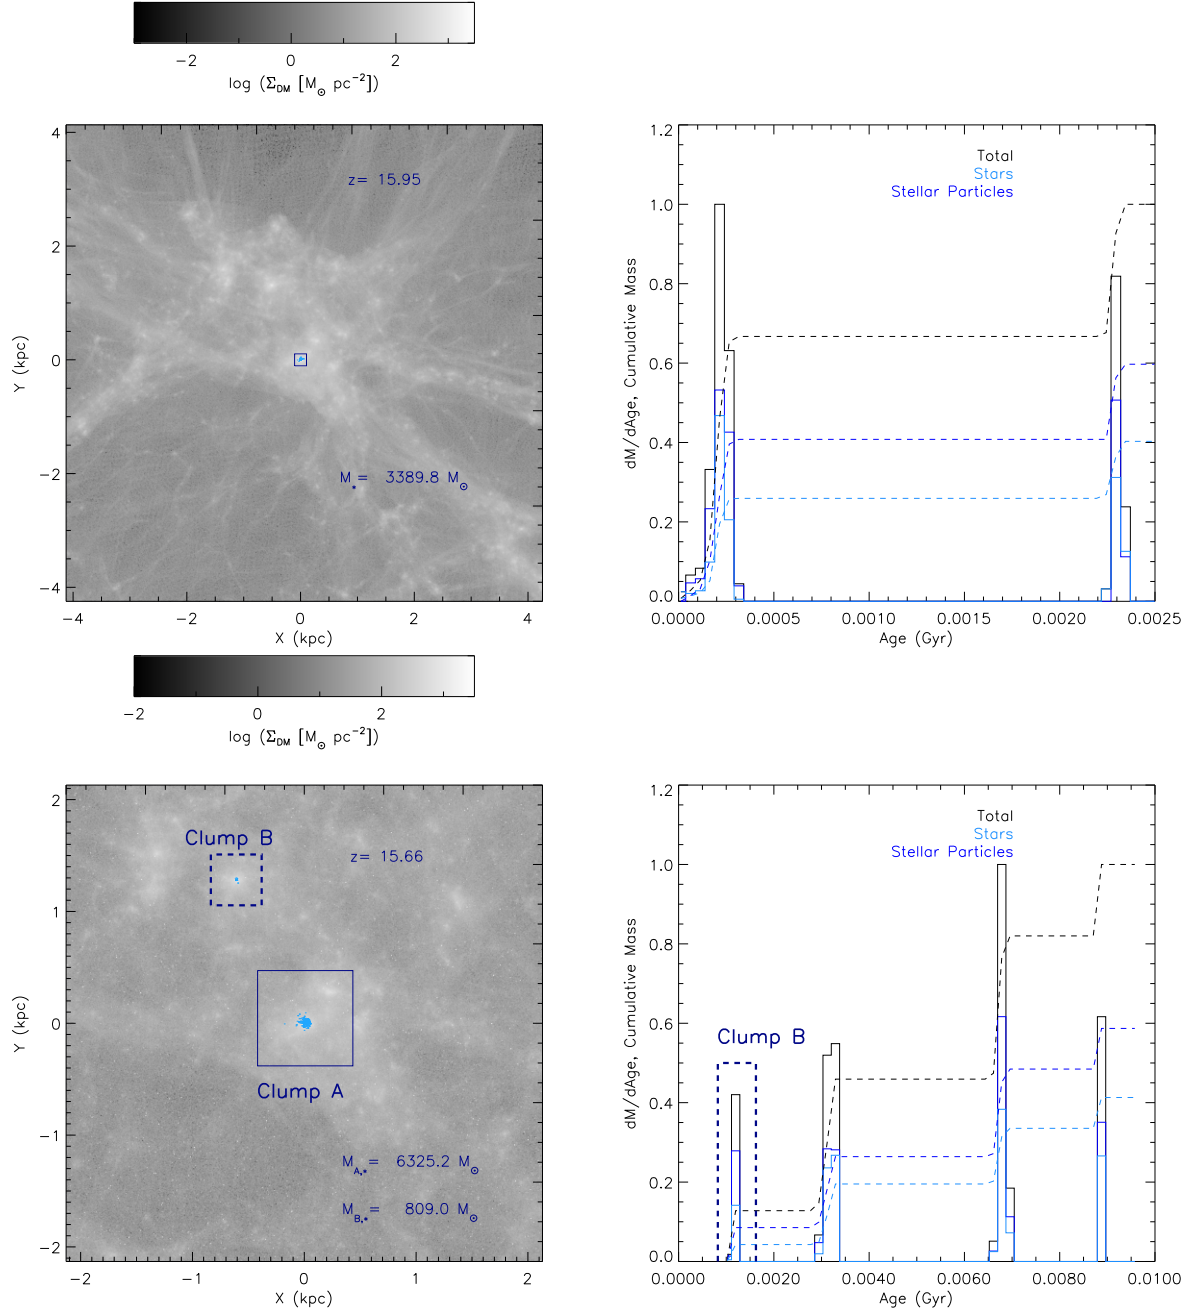 −2 0 2
log (Σ_DM [M_⊙ pc^−2])
4
2
0
−2
−4
Y (kpc)
z= 15.95
M_*= 3389.8 M_⊙
−4 −2 0 2 4
X (kpc)
1.2
1.0
0.8
0.6
0.4
0.2
0.0
dM/dAge, Cumulative Mass
Total
Stars
Stellar Particles
0.0000 0.0005 0.0010 0.0015 0.0020 0.0025
Age (Gyr)
−2 0 2
log (Σ_DM [M_⊙ pc^−2])
2
1
0
−1
−2
Y (kpc)
Clump B
z= 15.66
Clump A
M_A,*= 6325.2 M_⊙
M_B,*= 809.0 M_⊙
−2 −1 0 1 2
X (kpc)
1.2
1.0
0.8
0.6
0.4
0.2
0.0
dM/dAge, Cumulative Mass
Total
Stars
Stellar Particles
Clump B
0.0000 0.0020 0.0040 0.0060 0.0080 0.0100
Age (Gyr)